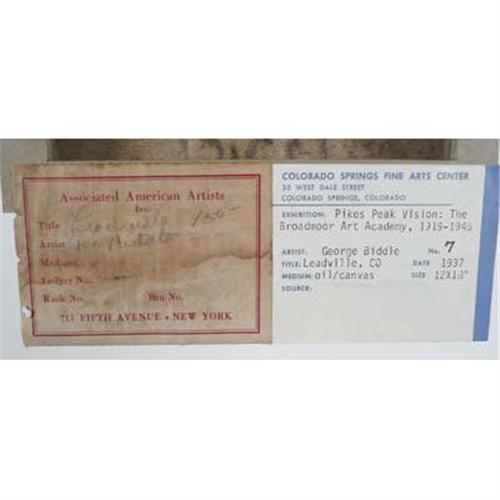 Associated American Artists
Inc.
Title Leadville 150-
Artist Geo Biddle
Medium
Ledger No.
Rack No. Bin No.
711 FIFTH AVENUE • NEW YORK
COLORADO SPRINGS FINE ARTS CENTER
30 WEST DALE STREET
COLORADO SPRINGS, COLORADO
EXHIBITION: Pikes Peak Vision: The
Broadmoor Art Academy, 1919-1945
ARTIST: George Biddle No. 7
TITLE: Leadville, CO DATE 1937
MEDIUM: oil/canvas SIZE 12X18"
SOURCE: